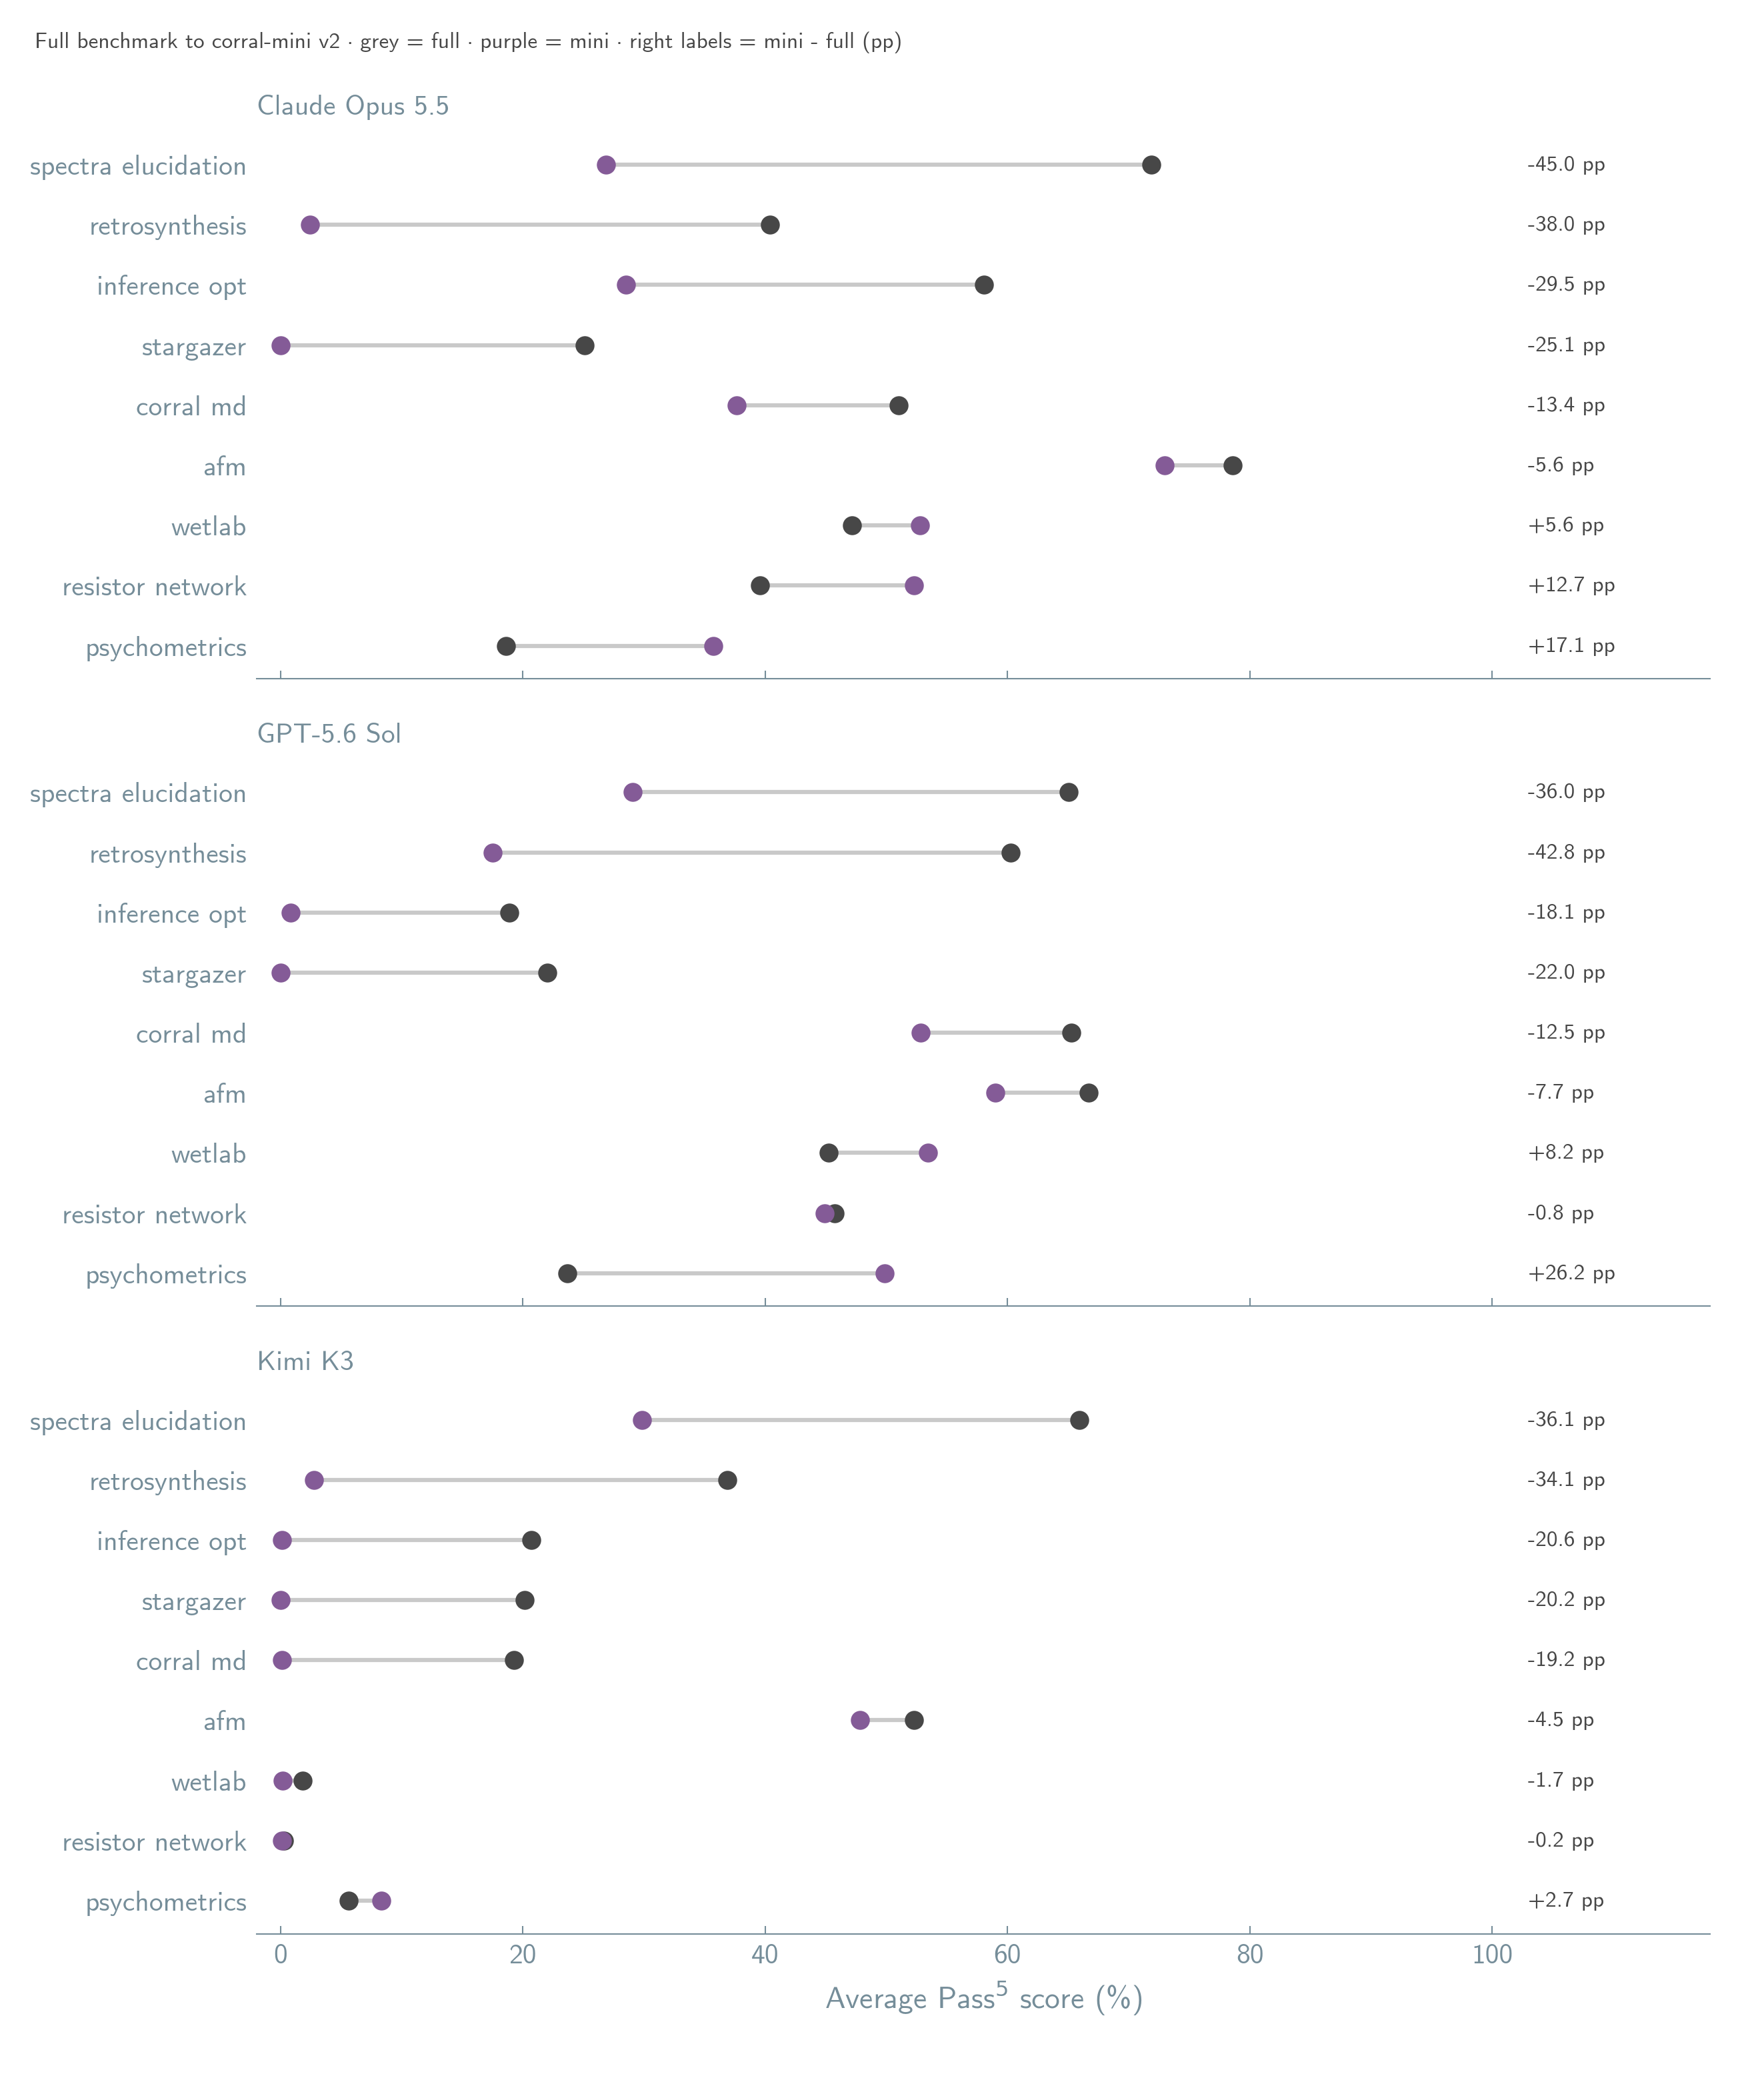 Full benchmark to corral-mini v2 · grey = full · purple = mini · right labels = mini - full (pp)
Claude Opus 5.5
spectra elucidation -45.0 pp
retrosynthesis -38.0 pp
inference opt -29.5 pp
stargazer -25.1 pp
corral md -13.4 pp
afm -5.6 pp
wetlab +5.6 pp
resistor network +12.7 pp
psychometrics +17.1 pp
GPT-5.6 Sol
spectra elucidation -36.0 pp
retrosynthesis -42.8 pp
inference opt -18.1 pp
stargazer -22.0 pp
corral md -12.5 pp
afm -7.7 pp
wetlab +8.2 pp
resistor network -0.8 pp
psychometrics +26.2 pp
Kimi K3
spectra elucidation -36.1 pp
retrosynthesis -34.1 pp
inference opt -20.6 pp
stargazer -20.2 pp
corral md -19.2 pp
afm -4.5 pp
wetlab -1.7 pp
resistor network -0.2 pp
psychometrics +2.7 pp
0 20 40 60 80 100
Average Pass⁵ score (%)